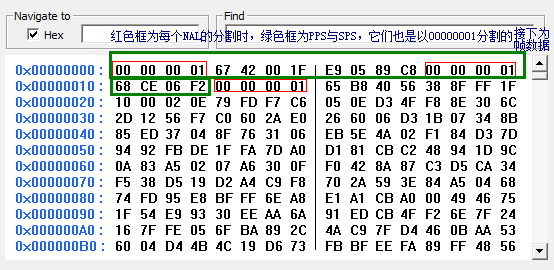 Navigate to
Find
Hex
红色框为每个NAL的分割时，绿色框为PPS与SPS，它们也是以00000001分割的
接下为
帧数据
0x00000000: 00 00 00 01 67 42 00 1F E9 05 89 C8 00 00 00 01
0x00000010: 68 CE 06 F2 00 00 00 01 65 B8 40 56 38 8F FF 1F
0x00000020: 10 00 02 0E 79 FD F7 C6 05 0E D3 4F F8 8E 30 6C
0x00000030: 2D 12 56 F7 C0 60 2A E0 26 60 06 D3 1B 07 34 8B
0x00000040: 85 ED 37 04 8F 76 31 06 EB 5E 4A 02 F1 84 D3 7D
0x00000050: 94 92 FB DE 1F FA 7D A0 D1 81 CB C2 48 94 1D 9C
0x00000060: 0A 83 A5 02 07 A6 30 0F F0 42 8A 87 C3 D5 CA 34
0x00000070: F5 38 D5 19 D2 A4 C9 F8 70 2A 59 3E 84 A5 04 68
0x00000080: 74 FD 95 E8 BF FF 6E A8 E1 A1 CB A0 00 49 46 75
0x00000090: 1F 54 E9 93 30 EE AA 6A 91 ED CB 4F F2 6E 7F 24
0x000000A0: 16 7F FE 05 6F BA 89 2C 4A C9 7F D4 46 0B AA 53
0x000000B0: 60 04 D4 4B 4C 19 D6 73 FB BF EE FA 89 FF 48 56